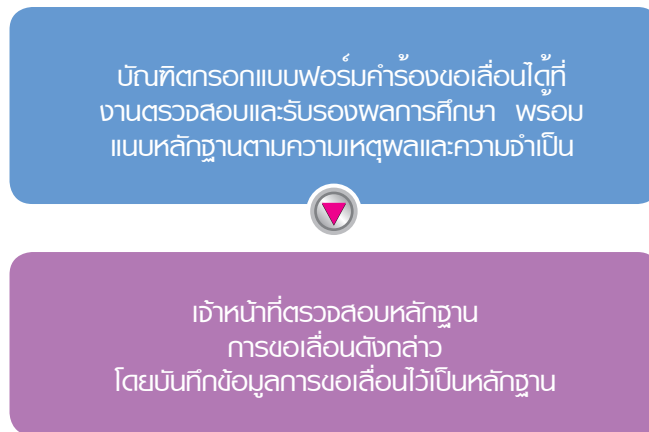 บัณฑิตกรอกแบบฟอร์มคำร้องขอเลื่อนได้ที่
งานตรวจสอบและรับรองผลการศึกษา พร้อม
แนบหลักฐานตามความเหตุผลและความจำเป็น
เจ้าหน้าที่ตรวจสอบหลักฐาน
การขอเลื่อนดังกล่าว
โดยบันทึกข้อมูลการขอเลื่อนไว้เป็นหลักฐาน